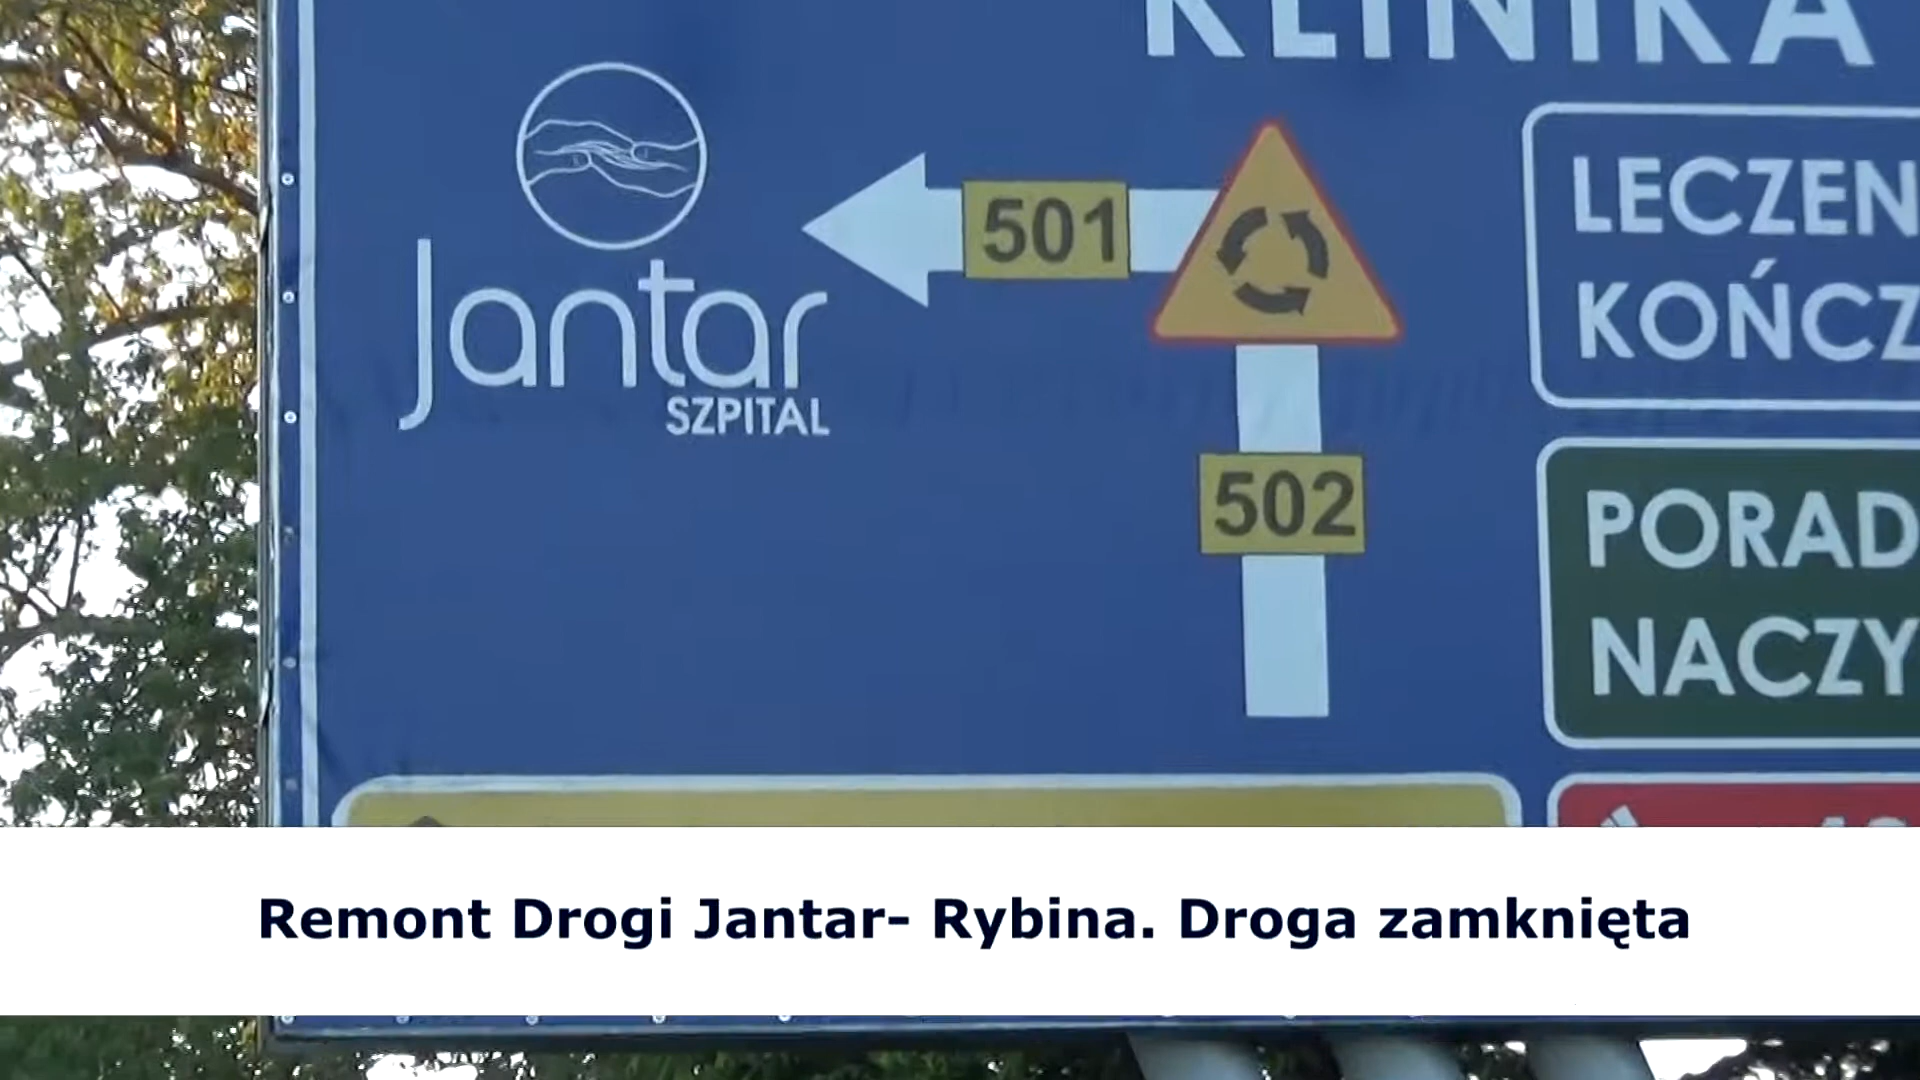 KLINIKA
Jantar
SZPITAL
501
502
LECZEN
KOŃCZ
PORAD
NACZY
Remont Drogi Jantar- Rybina. Droga zamknięta